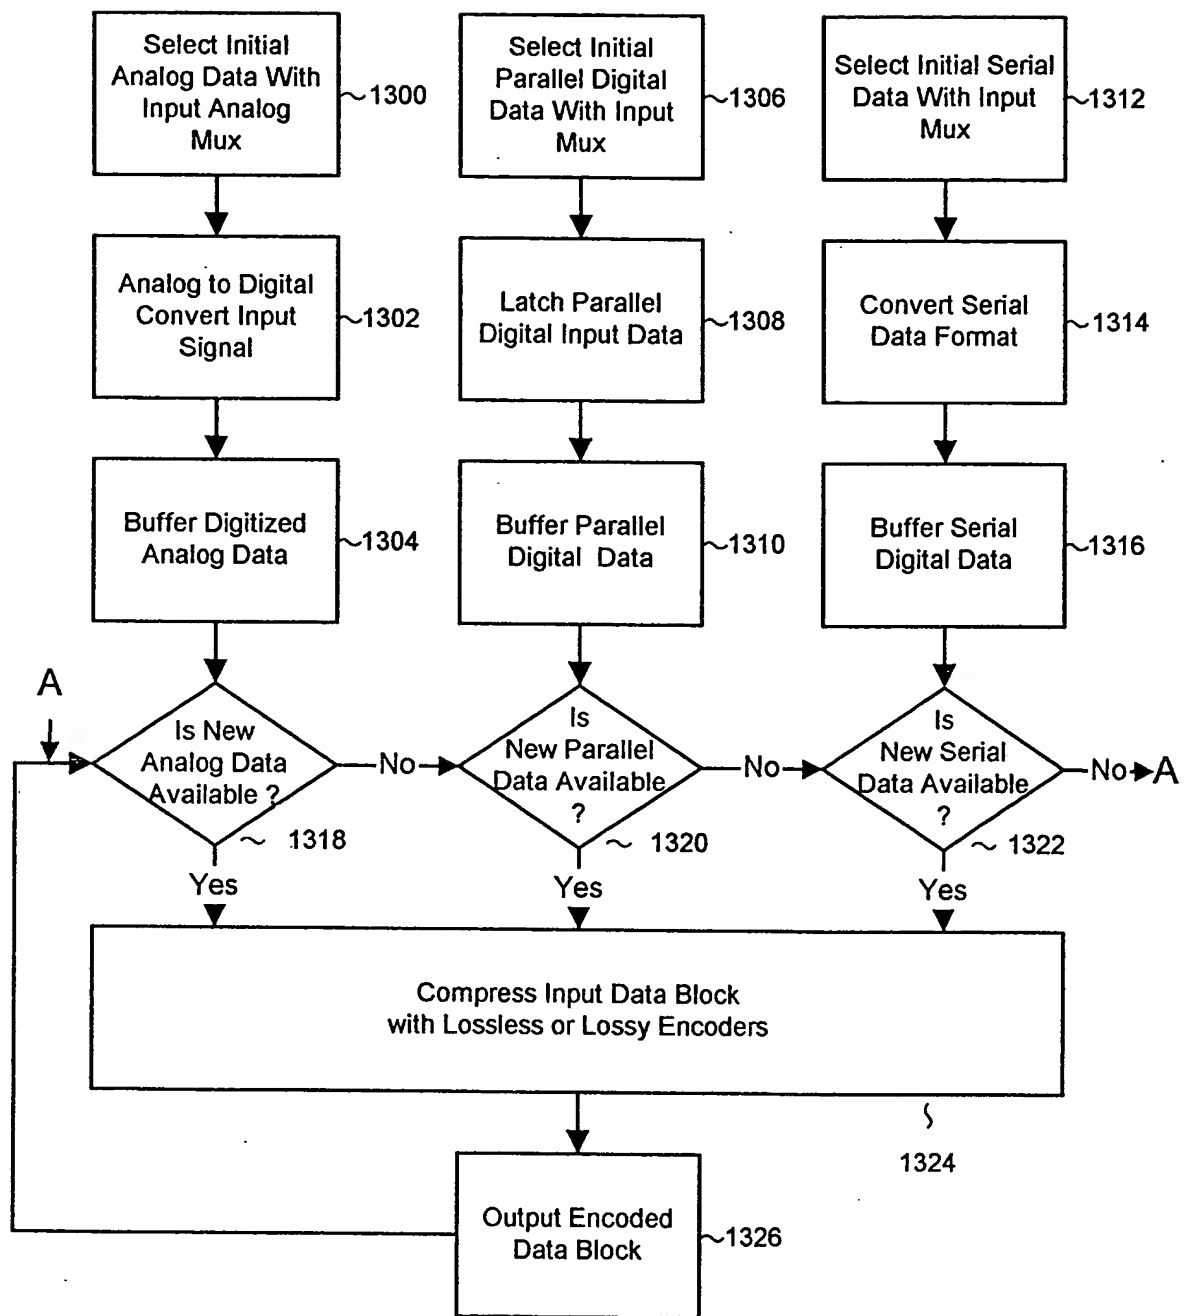 Select Initial
Analog Data With
Input Analog
Mux
1300
Select Initial
Parallel Digital
Data With Input
Mux
1306
Select Initial Serial
Data With Input
Mux
1312
Analog to Digital
Convert Input
Signal
1302
Latch Parallel
Digital Input Data
1308
Convert Serial
Data Format
1314
Buffer Digitized
Analog Data
1304
Buffer Parallel
Digital Data
1310
Buffer Serial
Digital Data
1316
A
Is New
Analog Data
Available ?
1318
No
Is
New Parallel
Data Available
?
1320
No
Is
New Serial
Data Available
?
1322
No
A
Yes
Yes
Yes
Compress Input Data Block
with Lossless or Lossy Encoders
1324
Output Encoded
Data Block
1326